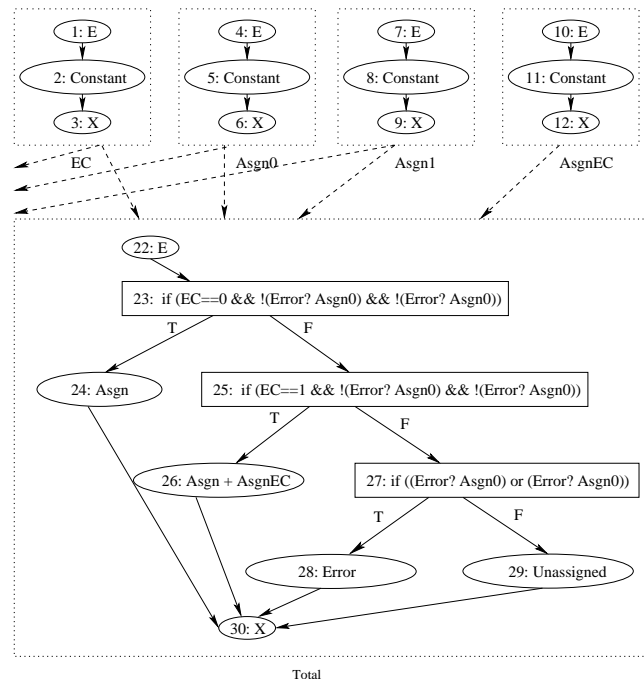 1: E
4: E
7: E
10: E
2: Constant
5: Constant
8: Constant
11: Constant
3: X
6: X
9: X
12: X
EC
Asgn0
Asgn1
AsgnEC
22: E
23: if (EC==0 && !(Error? Asgn0) && !(Error? Asgn0))
T
F
24: Asgn
25: if (EC==1 && !(Error? Asgn0) && !(Error? Asgn0))
T
F
26: Asgn + AsgnEC
27: if ((Error? Asgn0) or (Error? Asgn0))
T
F
28: Error
29: Unassigned
30: X
Total